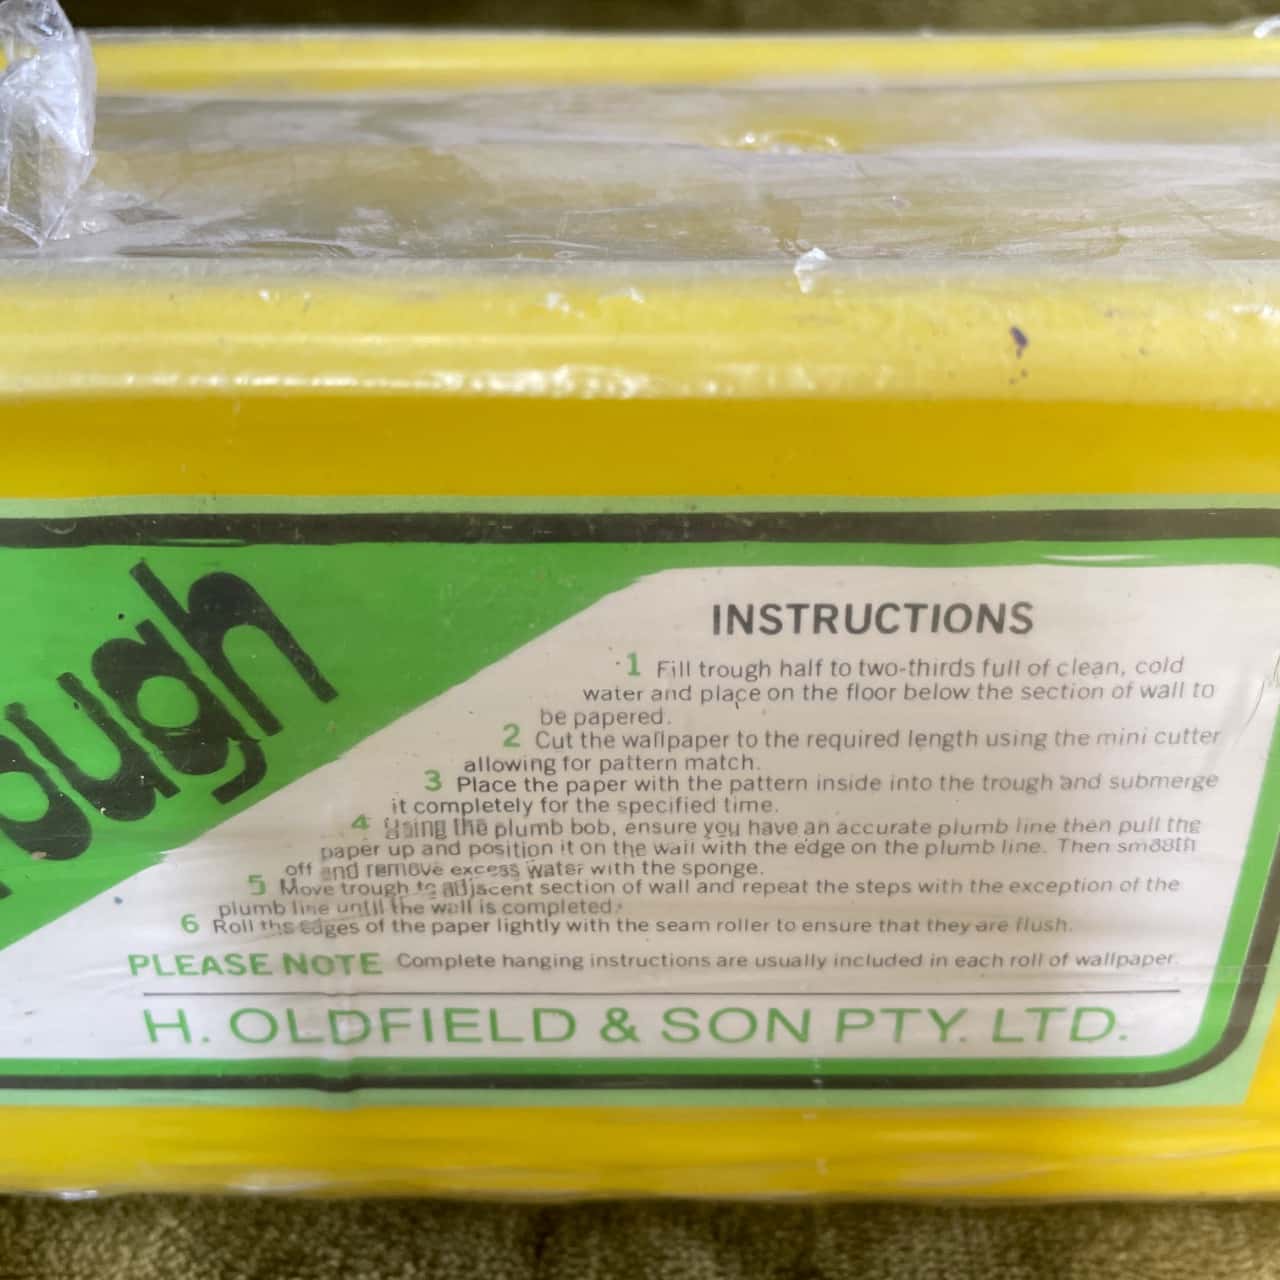 ough
INSTRUCTIONS
1 Fill trough half to two-thirds full of clean, cold
water and place on the floor below the section of wall to
be papered.
2 Cut the wallpaper to the required length using the mini cutter
allowing for pattern match.
3 Place the paper with the pattern inside into the trough and submerge
it completely for the specified time.
4 Using the plumb bob, ensure you have an accurate plumb line then pull the
paper up and position it on the wall with the edge on the plumb line. Then smooth
off and remove excess water with the sponge.
5 Move trough to adjacent section of wall and repeat the steps with the exception of the
plumb line until the wall is completed.
6 Roll the edges of the paper lightly with the seam roller to ensure that they are flush.
PLEASE NOTE Complete hanging instructions are usually included in each roll of wallpaper.
H. OLDFIELD & SON PTY. LTD.